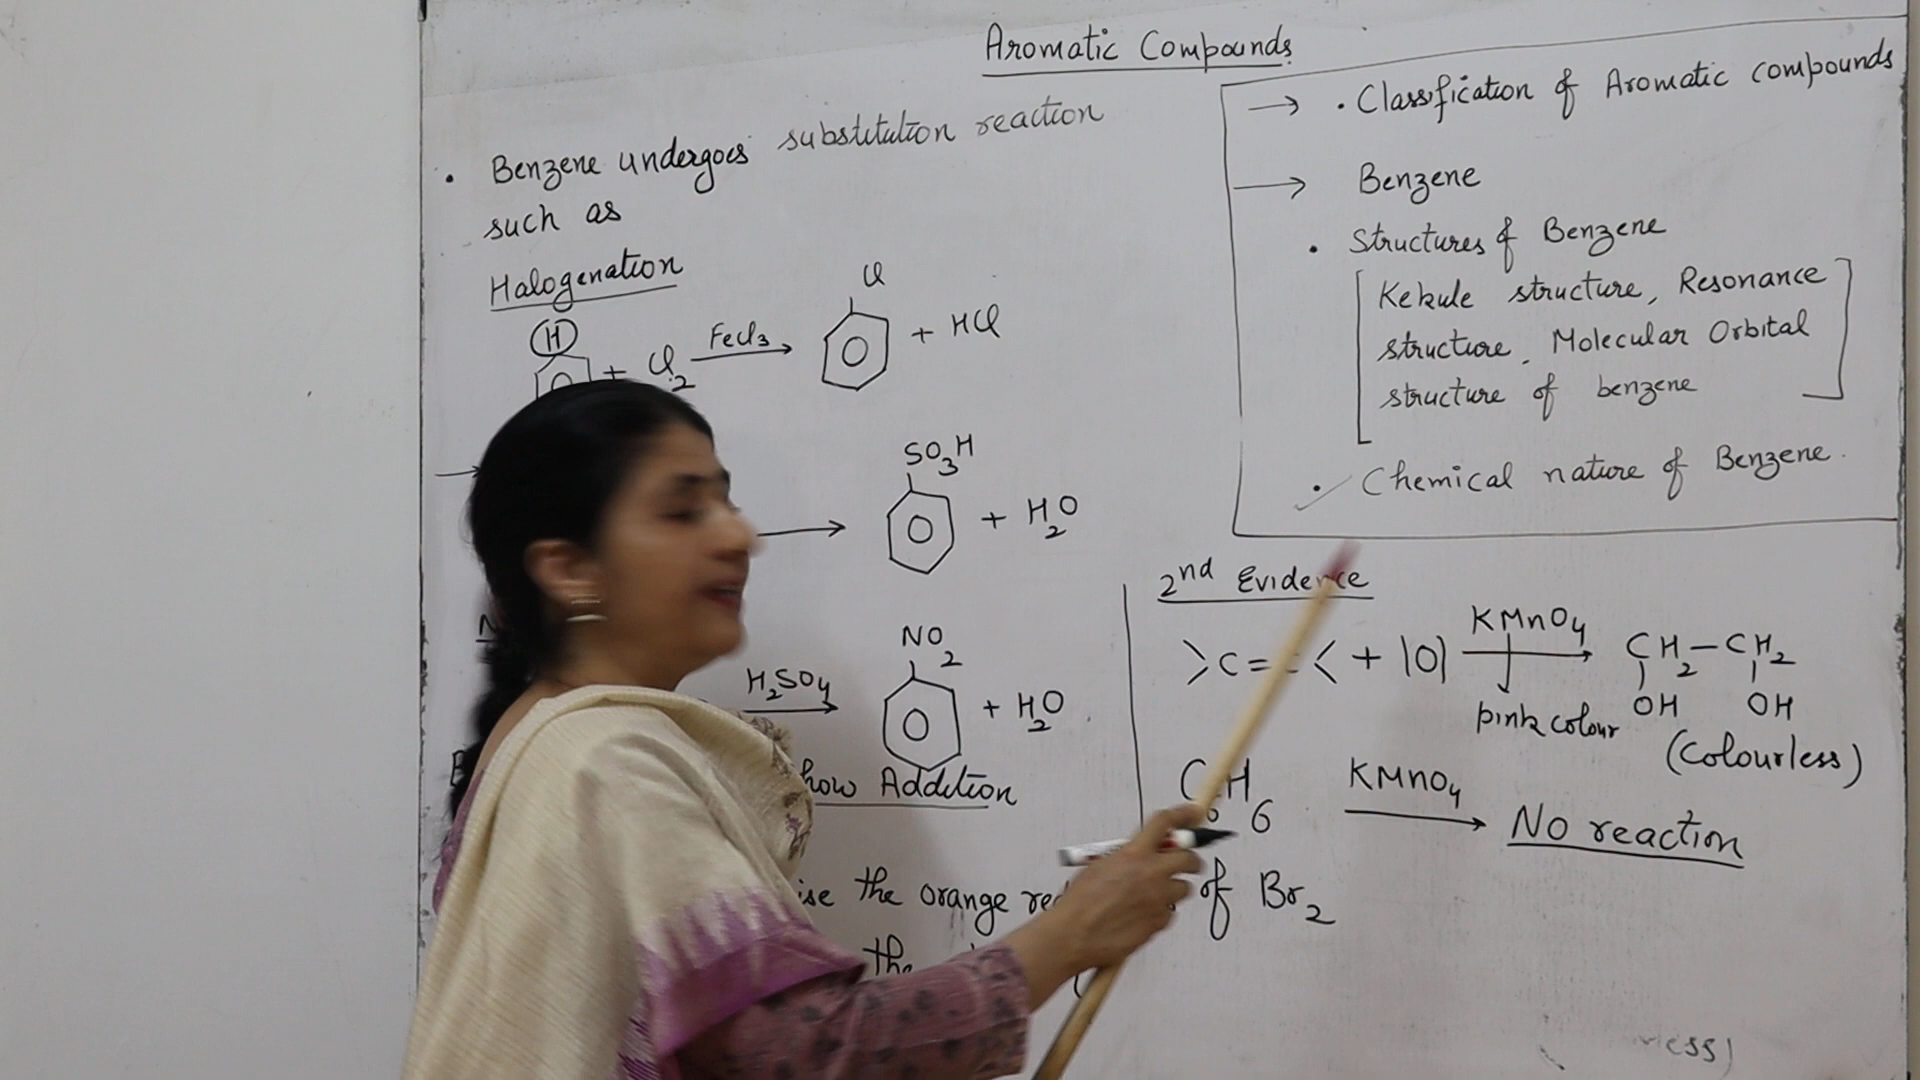 Aromatic Compounds
• Benzene undergoes substitution reaction
such as
Halogenation
H
+ Cl2 FeCl3 → Cl + HCl
→
SO3H
→ + H2O
NO2
H2SO4 → + H2O
how Addition
ise the orange of Br2
the
→ • Classification of Aromatic compounds
→ Benzene
• Structures of Benzene
[Kekule structure, Resonance
structure, Molecular Orbital
structure of benzene]
• Chemical nature of Benzene.
2nd Evidence
>C= < + |O| KMnO4 → CH2-CH2
pink colour OH OH
(Colourless)
C H6 KMnO4 → No reaction